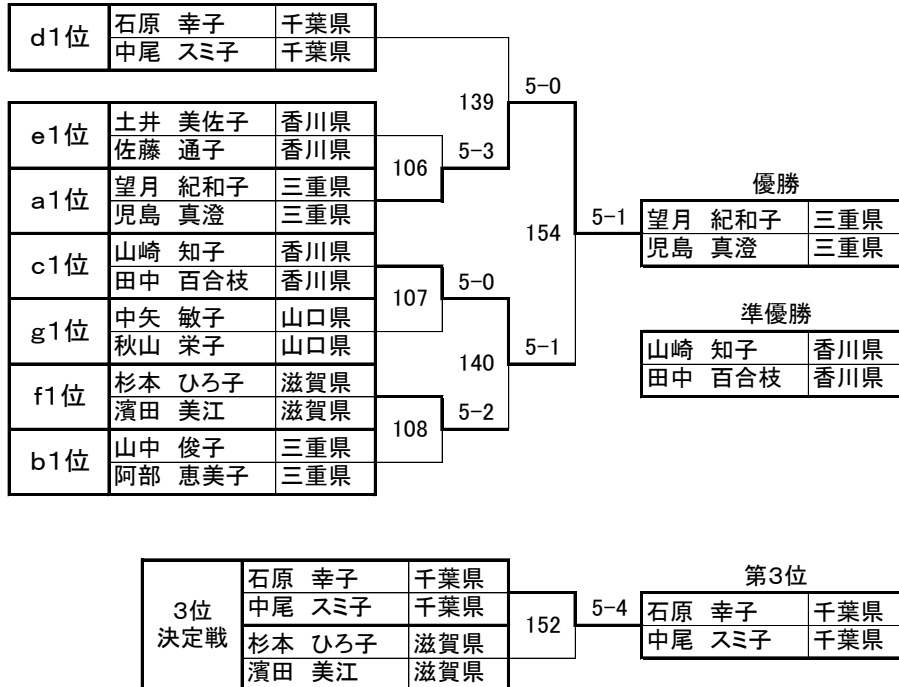 d1位 石原 幸子 千葉県
中尾 スミ子 千葉県
5-0
139
e1位 土井 美佐子 香川県
佐藤 通子 香川県
106 5-3
a1位 望月 紀和子 三重県
児島 真澄 三重県
154 5-1
優勝
望月 紀和子 三重県
児島 真澄 三重県
c1位 山崎 知子 香川県
田中 百合枝 香川県
107 5-0
g1位 中矢 敏子 山口県
秋山 栄子 山口県
140 5-1
準優勝
山崎 知子 香川県
田中 百合枝 香川県
f1位 杉本 ひろ子 滋賀県
濱田 美江 滋賀県
108 5-2
b1位 山中 俊子 三重県
阿部 恵美子 三重県
3位
決定戦
石原 幸子 千葉県
中尾 スミ子 千葉県
杉本 ひろ子 滋賀県
濱田 美江 滋賀県
152 5-4
第3位
石原 幸子 千葉県
中尾 スミ子 千葉県